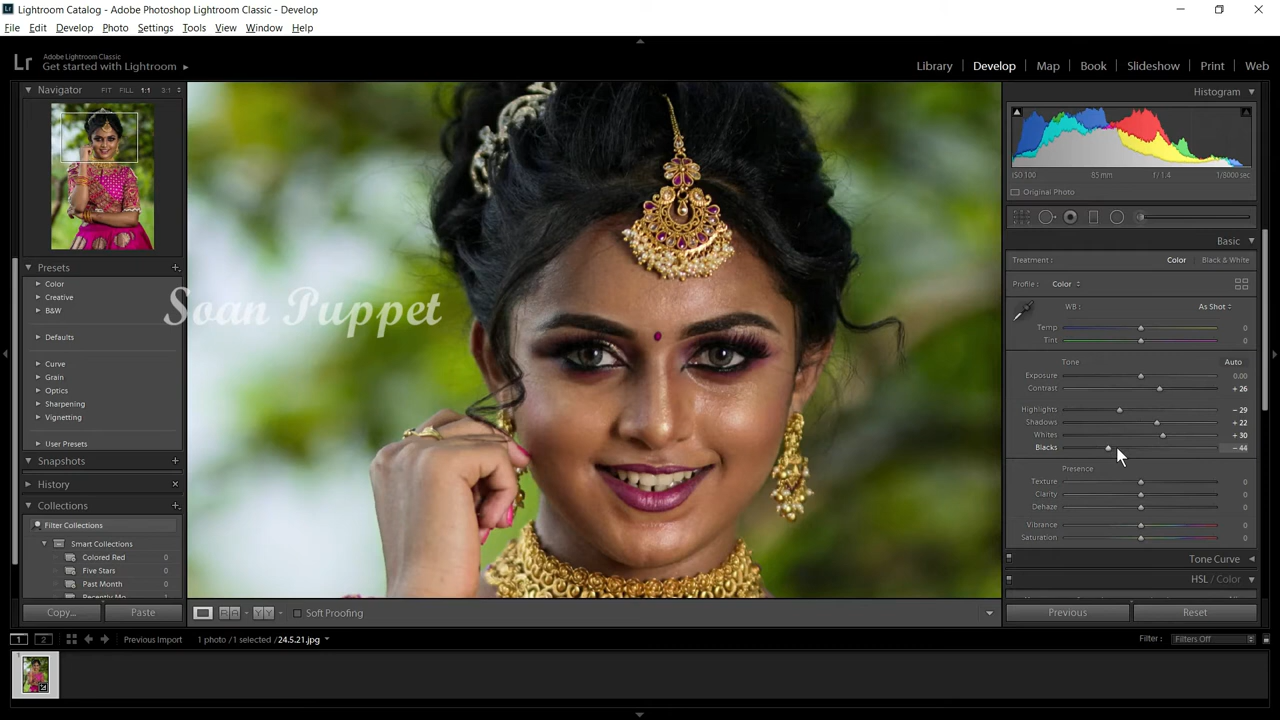 Lightroom Catalog - Adobe Photoshop Lightroom Classic - Develop
File Edit Develop Photo Settings Tools View Window Help
Lr Adobe Lightroom Classic
Get started with Lightroom
Library | Develop | Map | Book | Slideshow | Print | Web
Navigator FIT FILL 1:1 3:1
Presets +
Color
Creative
B&W
Defaults
Curve
Grain
Optics
Sharpening
Vignetting
User Presets
Snapshots +
History ×
Collections +
Filter Collections
Smart Collections
Colored Red 0
Five Stars 0
Past Month 0
Copy... Paste
Soan Puppet
Histogram
ISO 100 85 mm f / 1.4 1/8000 sec
Original Photo
Basic
Treatment : Color Black & White
Profile : Color
WB : As Shot
Temp 0
Tint 0
Tone Auto
Exposure 0.00
Contrast + 26
Highlights − 29
Shadows + 22
Whites + 30
Blacks − 44
Presence
Texture 0
Clarity 0
Dehaze 0
Vibrance 0
Saturation 0
Tone Curve
HSL / Color
Previous Reset
Soft Proofing
1 2 Previous Import 1 photo / 1 selected / 24.5.21.jpg Filter : Filters Off
1